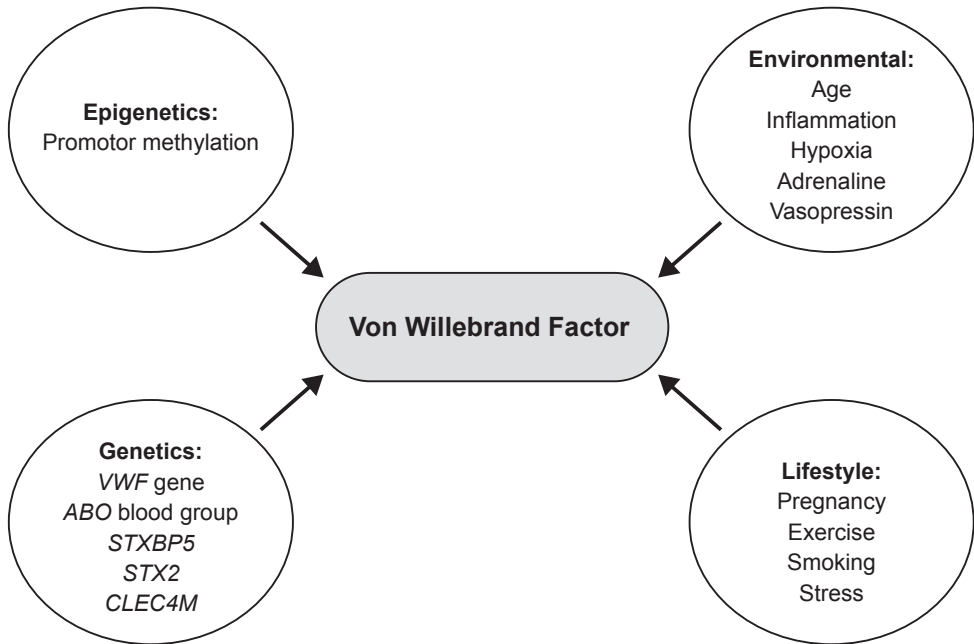 Epigenetics:
Promotor methylation
Environmental:
Age
Inflammation
Hypoxia
Adrenaline
Vasopressin
Von Willebrand Factor
Genetics:
VWF gene
ABO blood group
STXBP5
STX2
CLEC4M
Lifestyle:
Pregnancy
Exercise
Smoking
Stress